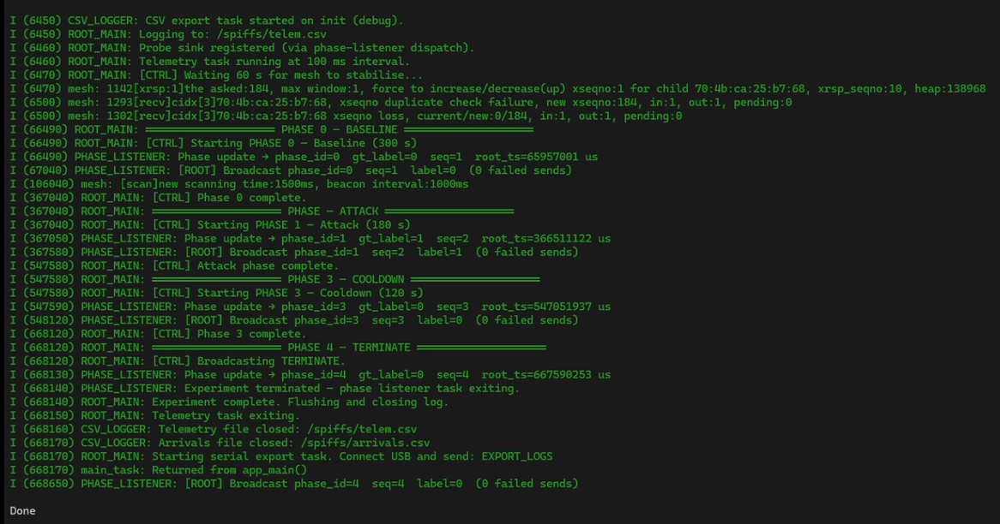 I (6450) CSV_LOGGER: CSV export task started on init (debug).
I (6450) ROOT_MAIN: Logging to: /spiffs/telem.csv
I (6460) ROOT_MAIN: Probe sink registered (via phase-listener dispatch).
I (6460) ROOT_MAIN: Telemetry task running at 100 ms interval.
I (6470) ROOT_MAIN: [CTRL] Waiting 60 s for mesh to stabilise...
I (6470) mesh: 1142[xrsp:1]the asked:184, max window:1, force to increase/decrease(up) xseqno:1 for child 70:4b:ca:25:b7:68, xrsp_seqno:10, heap:138968
I (6500) mesh: 1293[recv]cidx[3]70:4b:ca:25:b7:68, xseqno duplicate check failure, new xseqno:184, in:1, out:1, pending:0
I (6500) mesh: 1302[recv]cidx[3]70:4b:ca:25:b7:68 xseqno loss, current/new:0/184, in:1, out:1, pending:0
I (66490) ROOT_MAIN: ════════════════════ PHASE 0 — BASELINE ════════════════════
I (66490) ROOT_MAIN: [CTRL] Starting PHASE 0 — Baseline (300 s)
I (66490) PHASE_LISTENER: Phase update → phase_id=0  gt_label=0  seq=1  root_ts=65957001 us
I (67040) PHASE_LISTENER: [ROOT] Broadcast phase_id=0  seq=1  label=0  (0 failed sends)
I (106040) mesh: [scan]new scanning time:1500ms, beacon interval:1000ms
I (367040) ROOT_MAIN: [CTRL] Phase 0 complete.
I (367040) ROOT_MAIN: ════════════════════ PHASE — ATTACK ════════════════════
I (367040) ROOT_MAIN: [CTRL] Starting PHASE 1 — Attack (180 s)
I (367050) PHASE_LISTENER: Phase update → phase_id=1  gt_label=1  seq=2  root_ts=366511122 us
I (367580) PHASE_LISTENER: [ROOT] Broadcast phase_id=1  seq=2  label=1  (0 failed sends)
I (547580) ROOT_MAIN: [CTRL] Attack phase complete.
I (547580) ROOT_MAIN: ════════════════════ PHASE 3 — COOLDOWN ════════════════════
I (547580) ROOT_MAIN: [CTRL] Starting PHASE 3 — Cooldown (120 s)
I (547590) PHASE_LISTENER: Phase update → phase_id=3  gt_label=0  seq=3  root_ts=547051937 us
I (548120) PHASE_LISTENER: [ROOT] Broadcast phase_id=3  seq=3  label=0  (0 failed sends)
I (668120) ROOT_MAIN: [CTRL] Phase 3 complete.
I (668120) ROOT_MAIN: ════════════════════ PHASE 4 — TERMINATE ════════════════════
I (668120) ROOT_MAIN: [CTRL] Broadcasting TERMINATE.
I (668130) PHASE_LISTENER: Phase update → phase_id=4  gt_label=0  seq=4  root_ts=667590253 us
I (668140) PHASE_LISTENER: Experiment terminated — phase listener task exiting.
I (668140) ROOT_MAIN: Experiment complete. Flushing and closing log.
I (668150) ROOT_MAIN: Telemetry task exiting.
I (668160) CSV_LOGGER: Telemetry file closed: /spiffs/telem.csv
I (668170) CSV_LOGGER: Arrivals file closed: /spiffs/arrivals.csv
I (668170) ROOT_MAIN: Starting serial export task. Connect USB and send: EXPORT_LOGS
I (668170) main_task: Returned from app_main()
I (668650) PHASE_LISTENER: [ROOT] Broadcast phase_id=4  seq=4  label=0  (0 failed sends)
Done